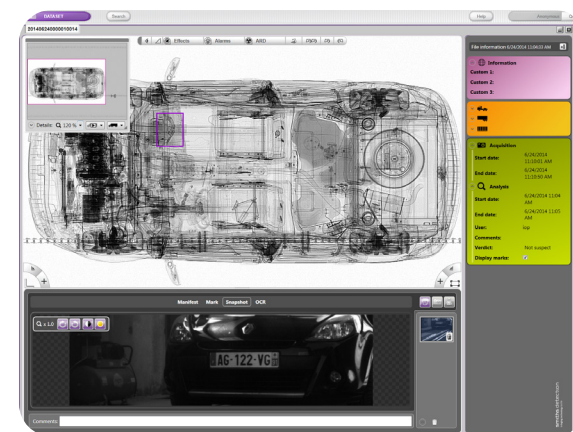 DATASET
Search
Help
Anonymous
20140624000010014
Effects
Alarms
Details:
120 %
File information 6/24/2014 11:04:03 AM
Information
Custom 1:
Custom 2:
Custom 3:
Acquisition
Start date: 6/24/2014 11:10:01 AM
End date: 6/24/2014 11:10:50 AM
Analysis
Start date: 6/24/2014 11:04 AM
End date: 6/24/2014 11:05 AM
User:
Comments:
Verdict: Not suspect
Display marks:
Manifest Mark Snapshot OCR
x 1.0
AG-122-VG
Comments:
smiths detection